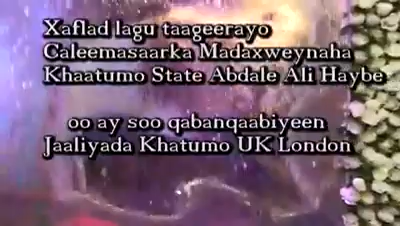 Xaflad lagu taageerayo
Caleemasaarka Madaxweynaha
Khaatumo State Abdale Ali Haybe
oo ay soo qabanqaabiyeen
Jaaliyada Khatumo UK London